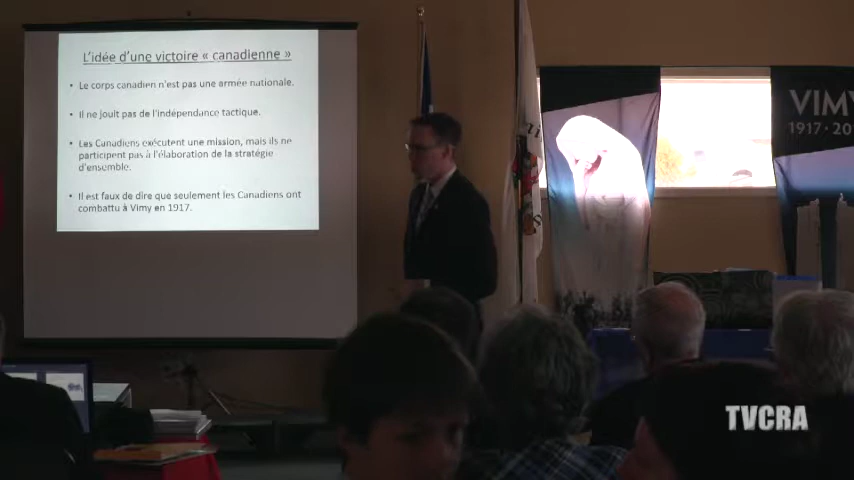 L'idée d'une victoire « canadienne »
• Le corps canadien n'est pas une armée nationale.
• Il ne jouit pas de l'indépendance tactique.
• Les Canadiens exécutent une mission, mais ils ne
participent pas à l'élaboration de la stratégie
d'ensemble.
• Il est faux de dire que seulement les Canadiens ont
combattu à Vimy en 1917.
VIMY
1917 · 20
TVCRA